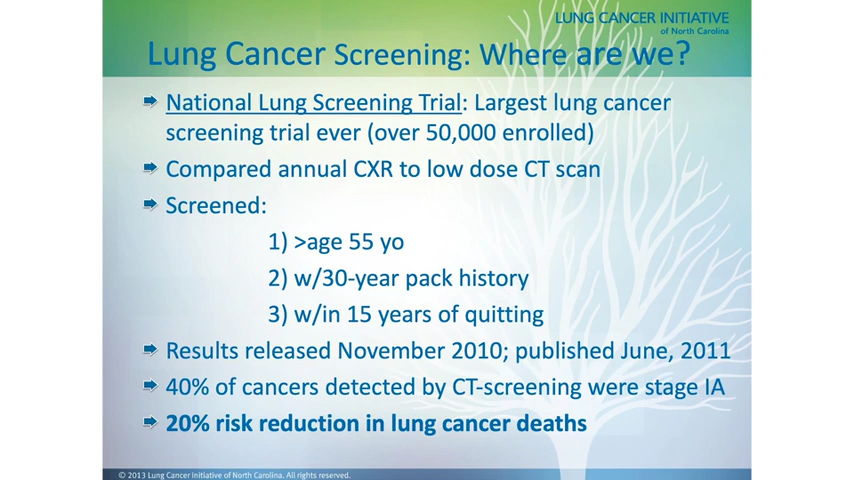 LUNG CANCER INITIATIVE
of North Carolina
Lung Cancer Screening: Where are we?
National Lung Screening Trial: Largest lung cancer
screening trial ever (over 50,000 enrolled)
Compared annual CXR to low dose CT scan
Screened:
1) >age 55 yo
2) w/30-year pack history
3) w/in 15 years of quitting
Results released November 2010; published June, 2011
40% of cancers detected by CT-screening were stage IA
20% risk reduction in lung cancer deaths
© 2013 Lung Cancer Initiative of North Carolina. All rights reserved.